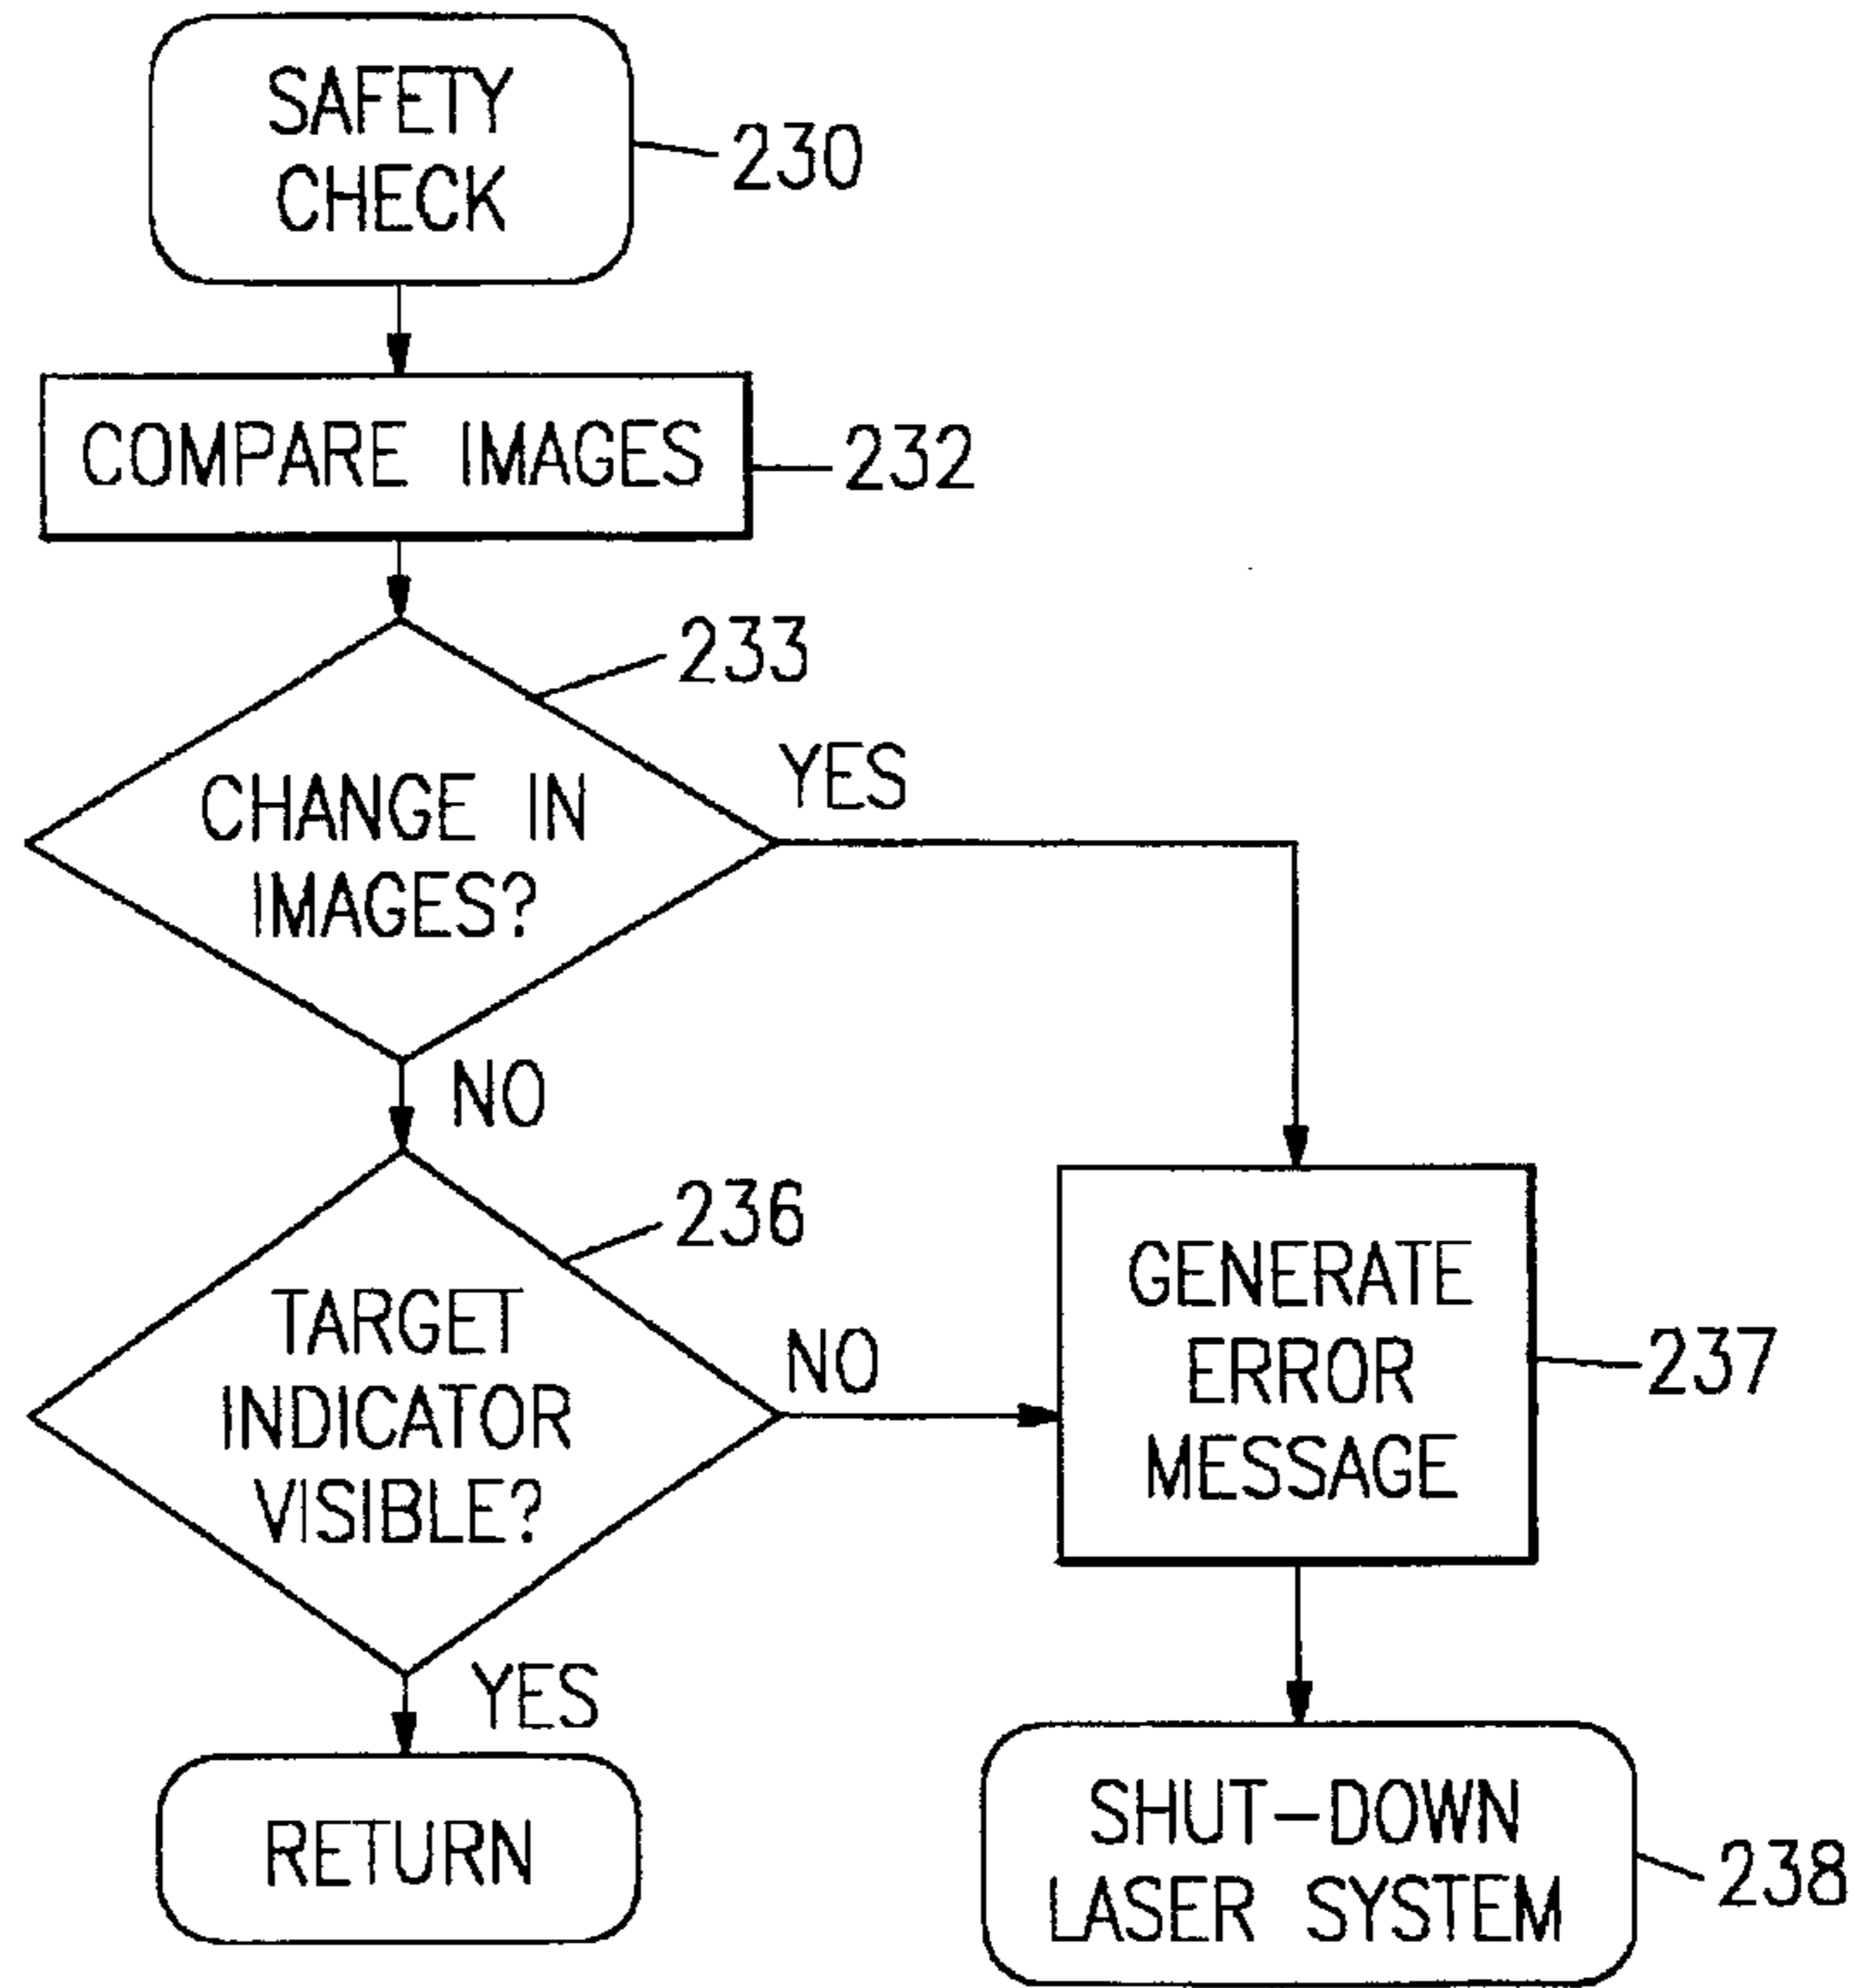 SAFETY
CHECK
230
COMPARE IMAGES
232
233
CHANGE IN
IMAGES?
YES
NO
236
TARGET
INDICATOR
VISIBLE?
NO
GENERATE
ERROR
MESSAGE
237
YES
RETURN
SHUT-DOWN
LASER SYSTEM
238